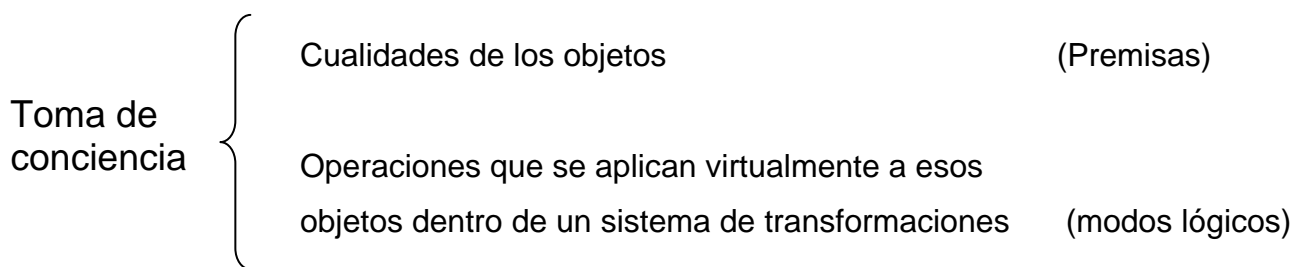 Cualidades de los objetos (Premisas)
Toma de
conciencia
Operaciones que se aplican virtualmente a esos
objetos dentro de un sistema de transformaciones (modos lógicos)